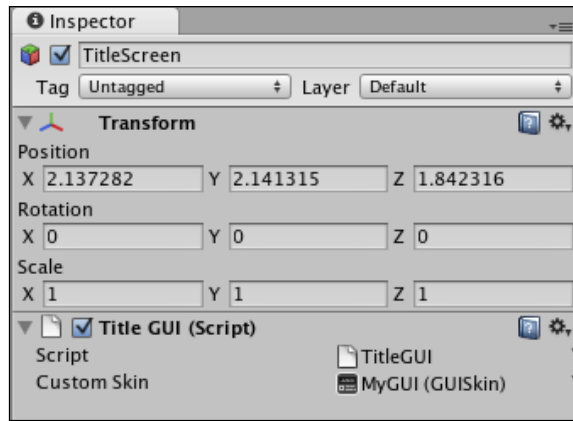 Inspector
TitleScreen
Tag Untagged Layer Default
Transform
Position
X 2.137282 Y 2.141315 Z 1.842316
Rotation
X 0 Y 0 Z 0
Scale
X 1 Y 1 Z 1
Title GUI (Script)
Script TitleGUI
Custom Skin MyGUI (GUISkin)